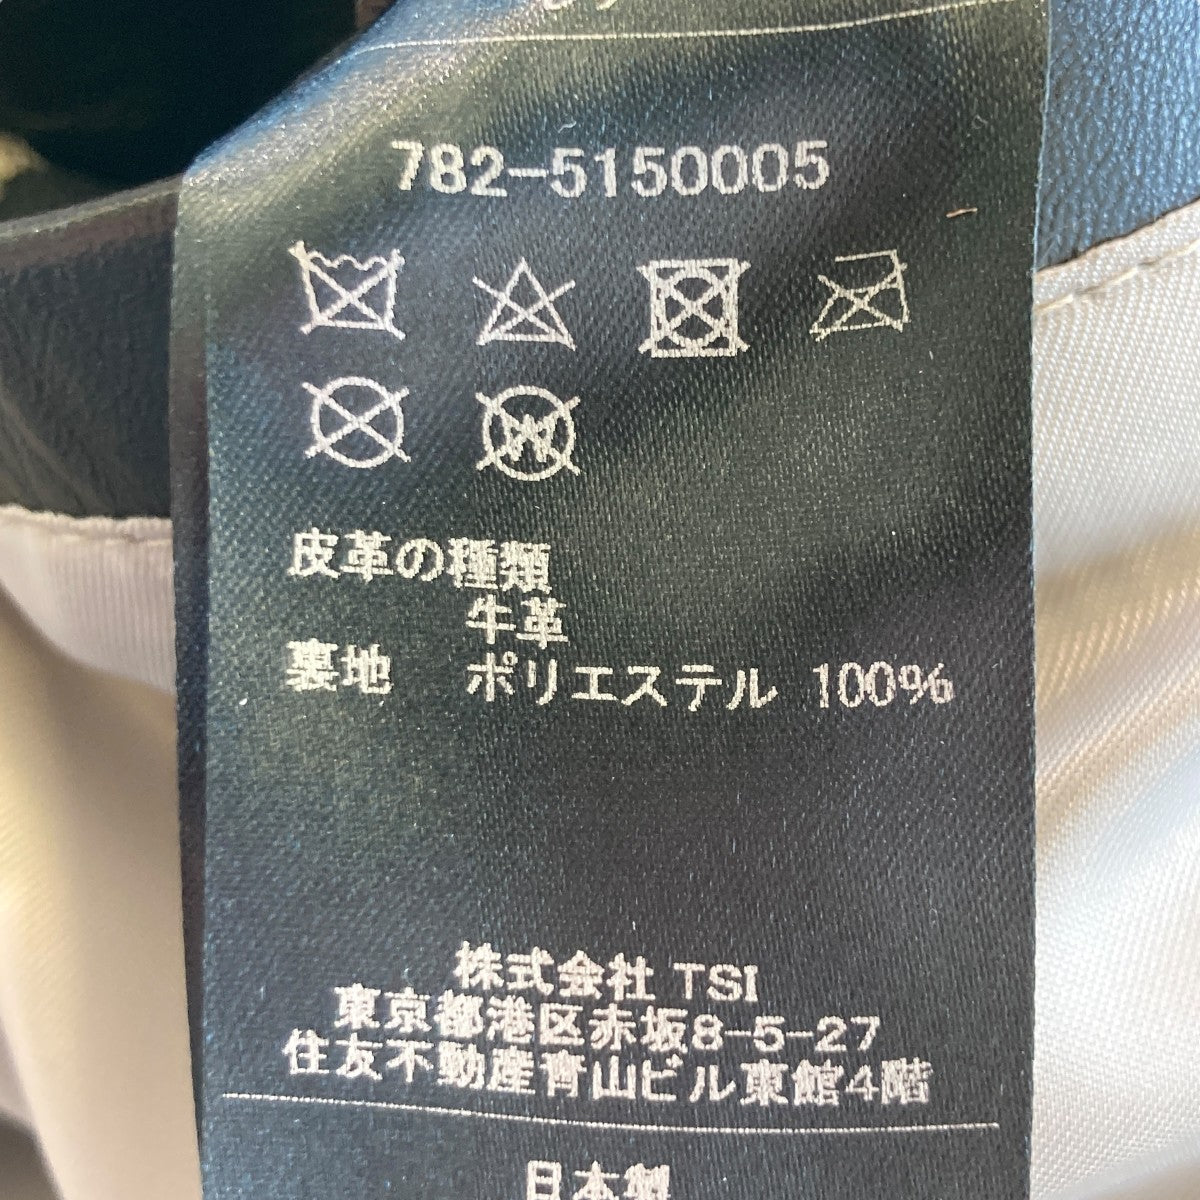 782-5150005
皮革の種類
牛革
裏地 ポリエステル 100%
株式会社 TSI
東京都港区赤坂8-5-27
住友不動産青山ビル東館4階
日本製